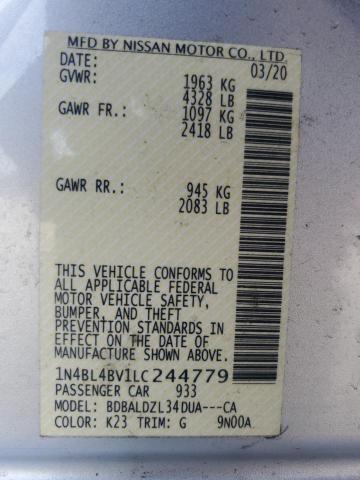 MFD BY NISSAN MOTOR CO., LTD.
DATE: 03/20
GVWR: 1963 KG
4328 LB
GAWR FR.: 1097 KG
2418 LB
GAWR RR.: 945 KG
2083 LB
THIS VEHICLE CONFORMS TO
ALL APPLICABLE FEDERAL
MOTOR VEHICLE SAFETY,
BUMPER, AND THEFT
PREVENTION STANDARDS IN
EFFECT ON THE DATE OF
MANUFACTURE SHOWN ABOVE.
1N4BL4BV1LC244779
PASSENGER CAR 933
MODEL: BDBALDZL34DUA---CA
COLOR: K23 TRIM: G 9N00A